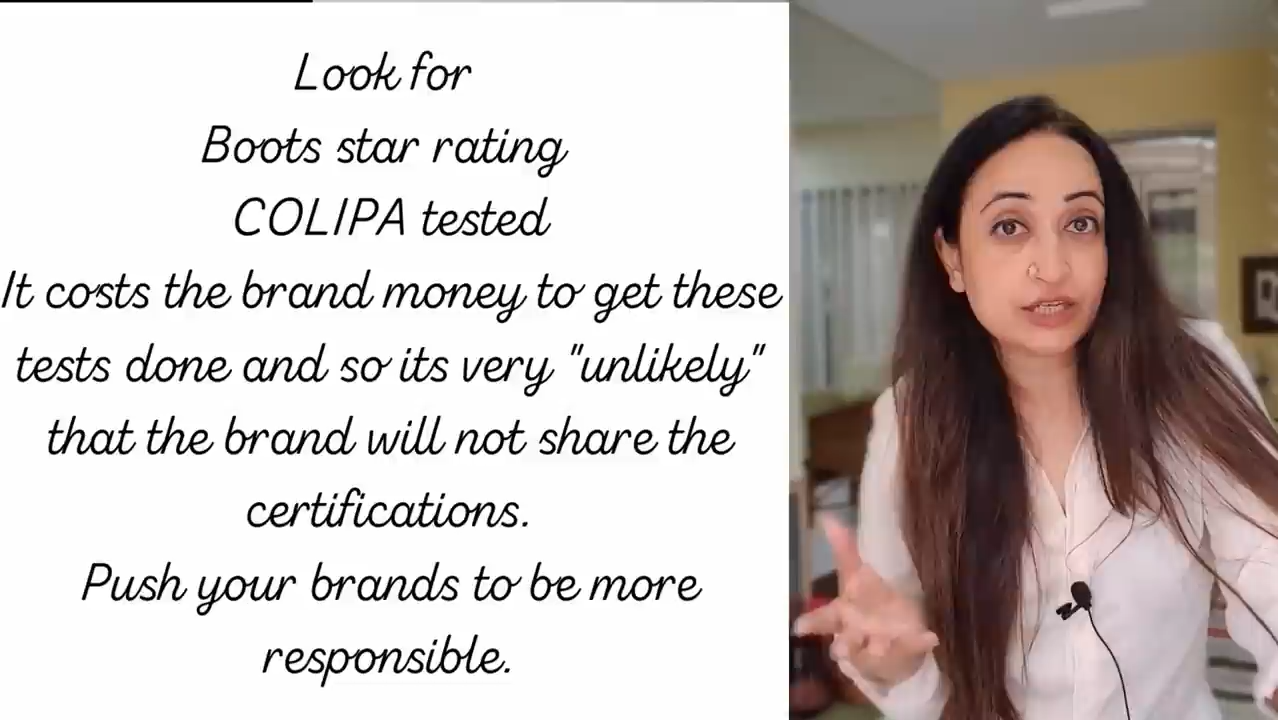 Look for
Boots star rating
COLIPA tested
It costs the brand money to get these
tests done and so its very "unlikely"
that the brand will not share the
certifications.
Push your brands to be more
responsible.